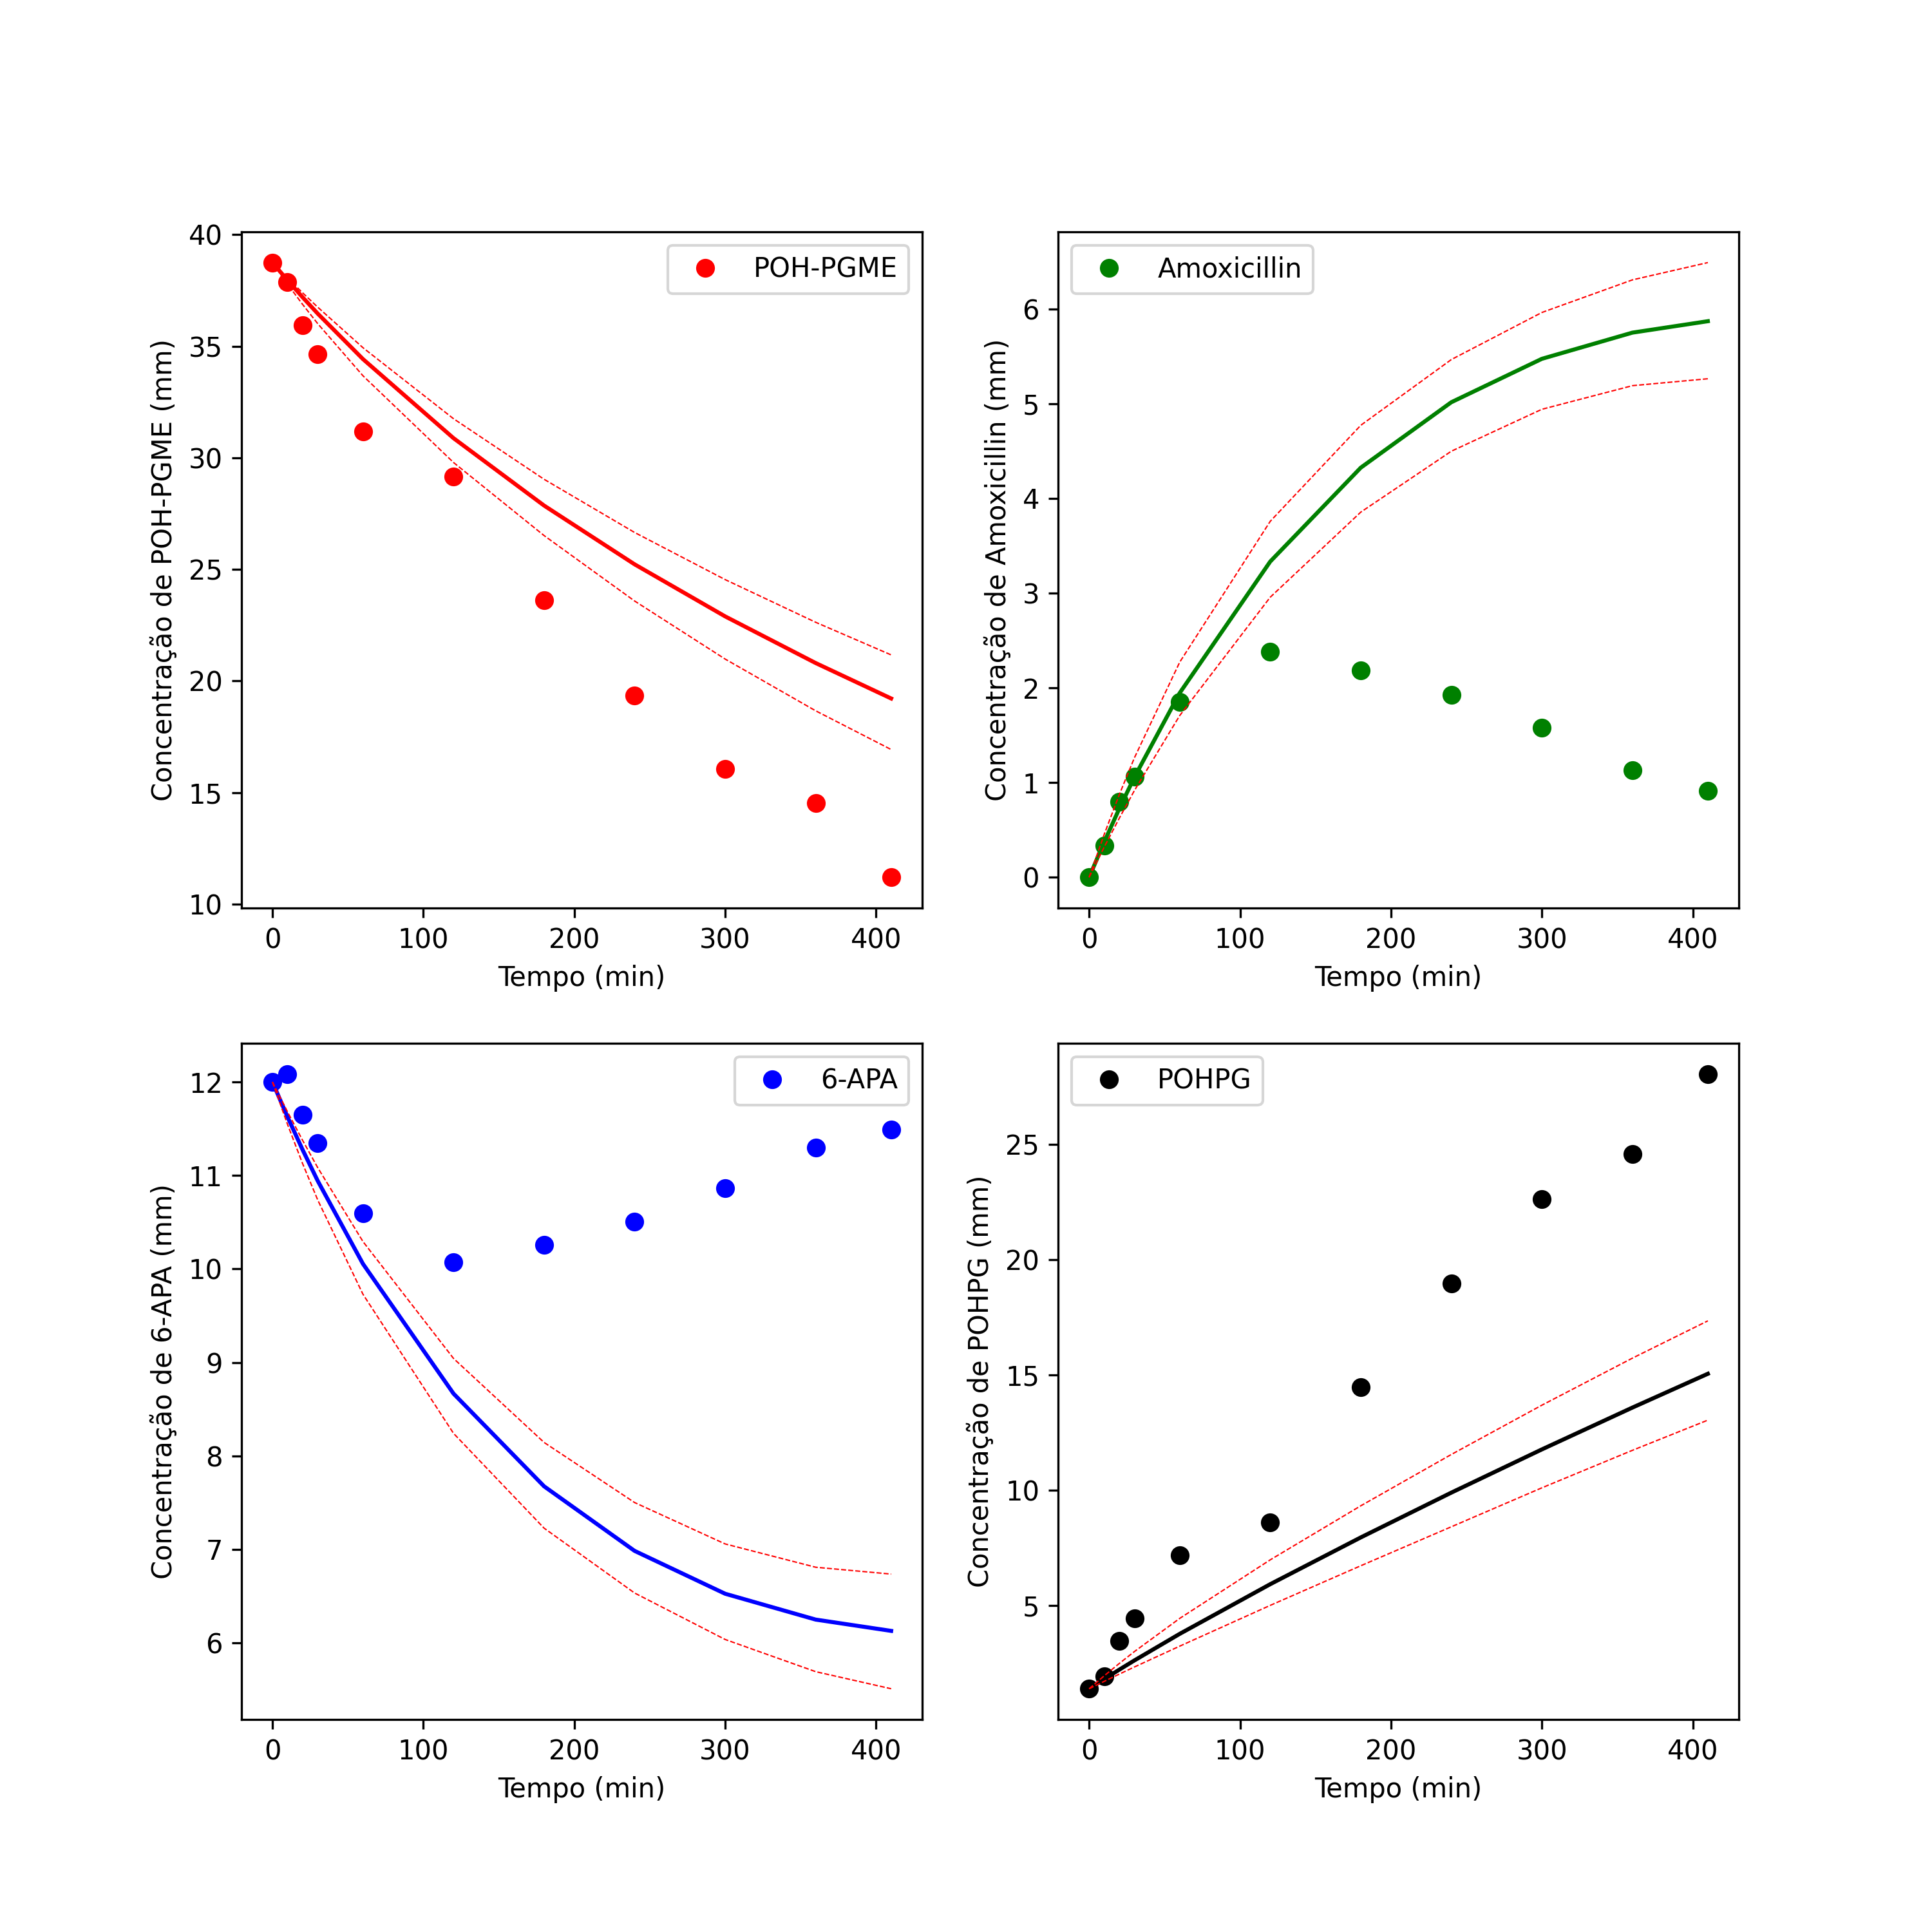 40
35
30
25
20
15
10
Concentração de POH-PGME (mm)
POH-PGME
0 100 200 300 400
Tempo (min)
6
5
4
3
2
1
0
Concentração de Amoxicillin (mm)
Amoxicillin
0 100 200 300 400
Tempo (min)
12
11
10
9
8
7
6
Concentração de 6-APA (mm)
6-APA
0 100 200 300 400
Tempo (min)
25
20
15
10
5
Concentração de POHPG (mm)
POHPG
0 100 200 300 400
Tempo (min)